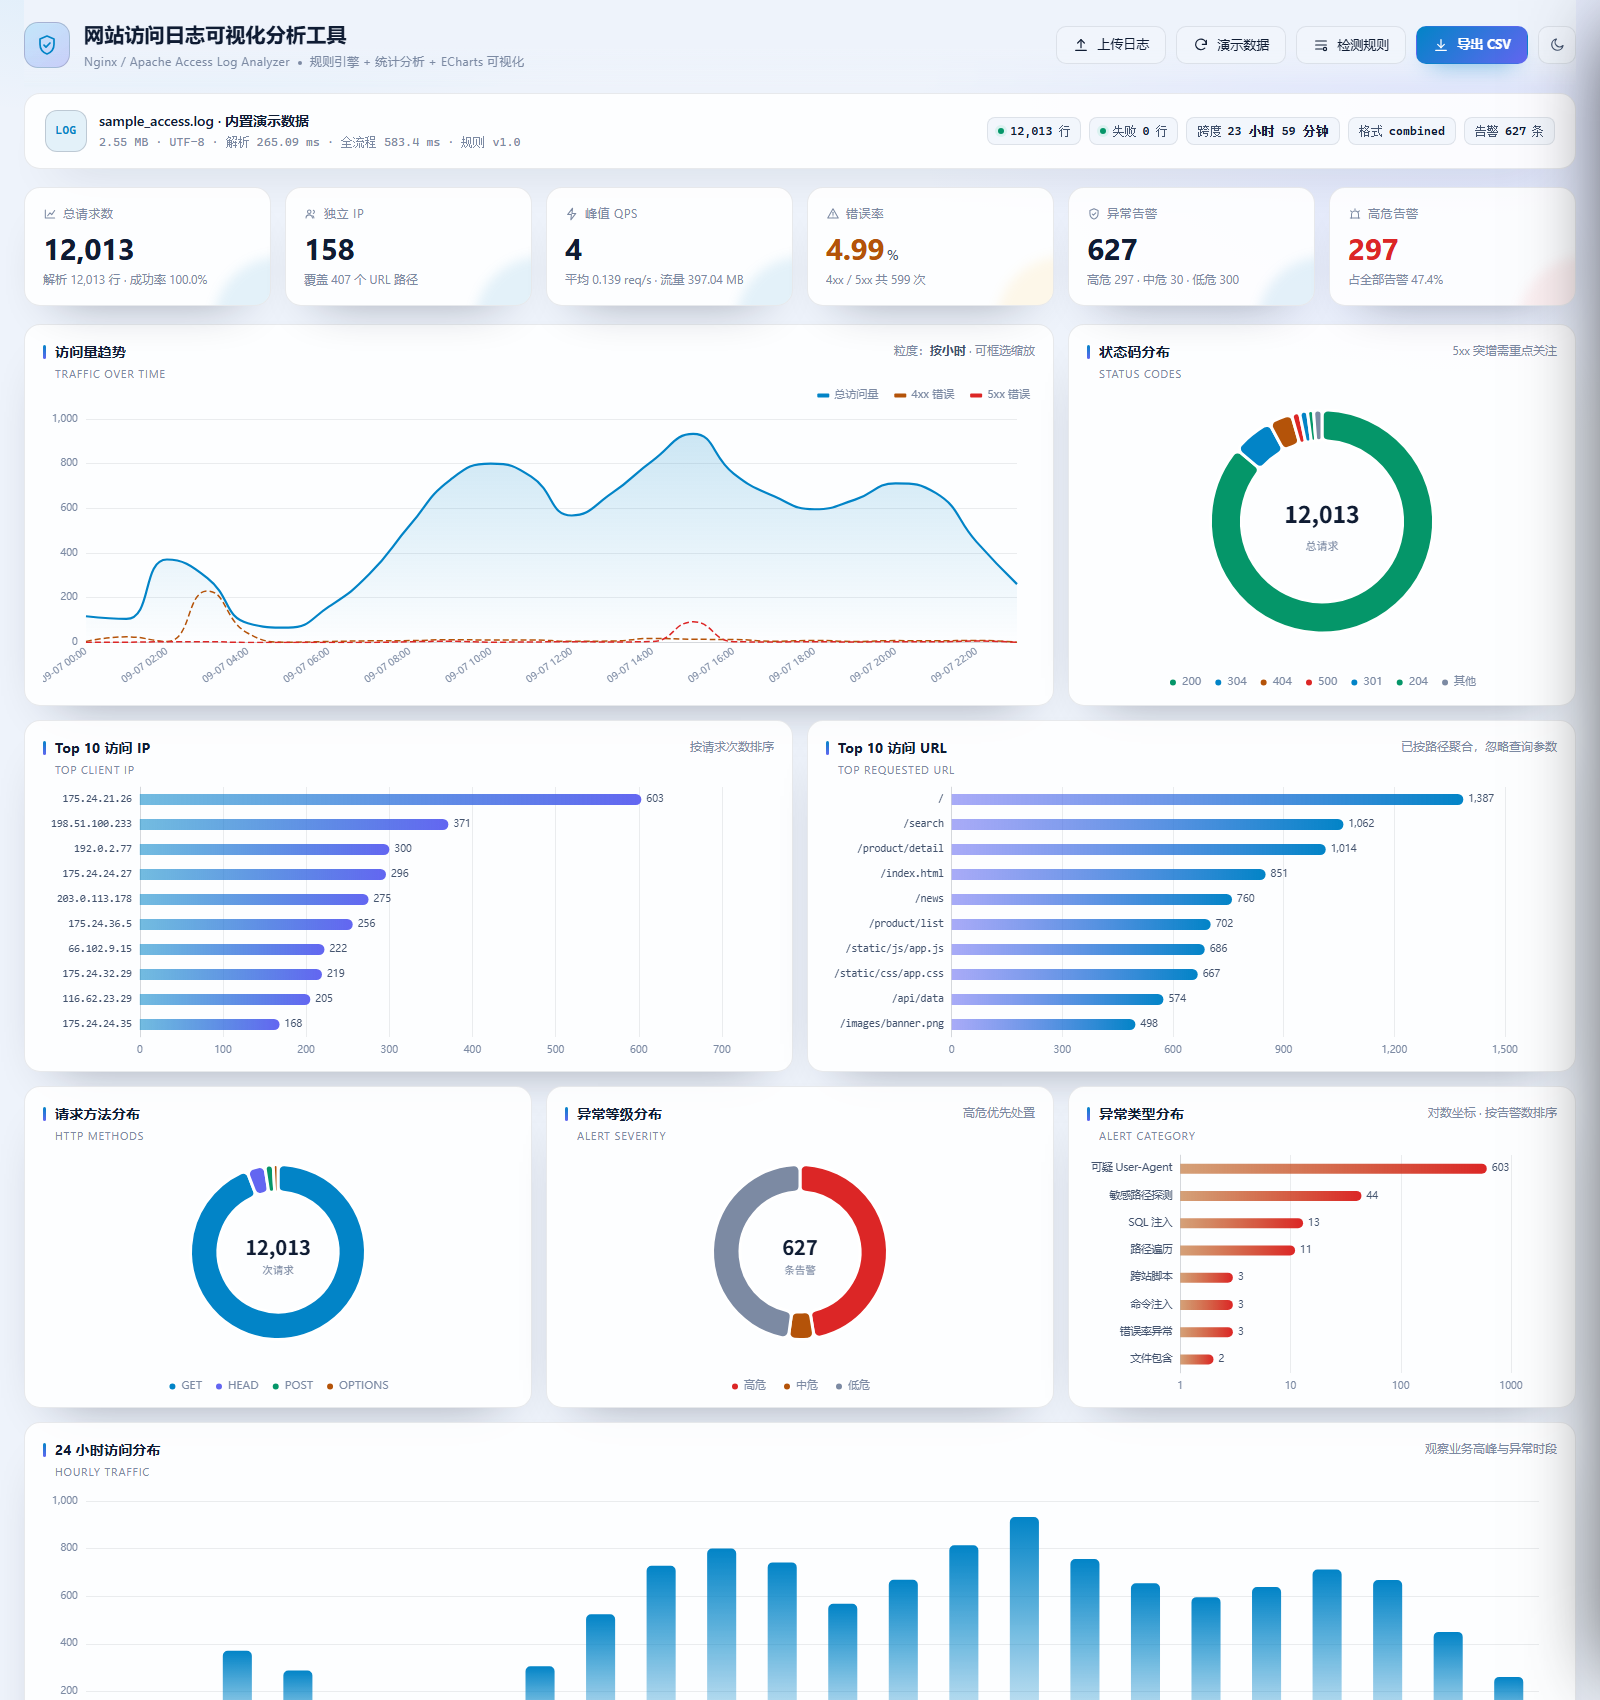 网站访问日志可视化分析工具
Nginx / Apache Access Log Analyzer • 规则引擎 + 统计分析 + ECharts 可视化
上传日志
演示数据
检测规则
导出 CSV
LOG
sample_access.log · 内置演示数据
2.55 MB · UTF-8 · 解析 265.09 ms · 全流程 583.4 ms · 规则 v1.0
12,013 行
失败 0 行
跨度 23 小时 59 分钟
格式 combined
告警 627 条
总请求数
12,013
解析 12,013 行 · 成功率 100.0%
独立 IP
158
覆盖 407 个 URL 路径
峰值 QPS
4
平均 0.139 req/s · 流量 397.04 MB
错误率
4.99 %
4xx / 5xx 共 599 次
异常告警
627
高危 297 · 中危 30 · 低危 300
高危告警
297
占全部告警 47.4%
访问量趋势
粒度：按小时 · 可框选缩放
TRAFFIC OVER TIME
总访问量 4xx 错误 5xx 错误
1,000
800
600
400
200
0
09-07 00:00 09-07 02:00 09-07 04:00 09-07 06:00 09-07 08:00 09-07 10:00 09-07 12:00 09-07 14:00 09-07 16:00 09-07 18:00 09-07 20:00 09-07 22:00
状态码分布
5xx 突增需重点关注
STATUS CODES
12,013
总请求
200 304 404 500 301 204 其他
Top 10 访问 IP
按请求次数排序
TOP CLIENT IP
175.24.21.26 603
198.51.100.233 371
192.0.2.77 300
175.24.24.27 296
203.0.113.178 275
175.24.36.5 256
66.102.9.15 222
175.24.32.29 219
116.62.23.29 205
175.24.24.35 168
0 100 200 300 400 500 600 700
Top 10 访问 URL
已按路径聚合，忽略查询参数
TOP REQUESTED URL
/ 1,387
/search 1,062
/product/detail 1,014
/index.html 851
/news 760
/product/list 702
/static/js/app.js 686
/static/css/app.css 667
/api/data 574
/images/banner.png 498
0 300 600 900 1,200 1,500
请求方法分布
HTTP METHODS
12,013
次请求
GET HEAD POST OPTIONS
异常等级分布
高危优先处置
ALERT SEVERITY
627
条告警
高危 中危 低危
异常类型分布
对数坐标 · 按告警数排序
ALERT CATEGORY
可疑 User-Agent 603
敏感路径探测 44
SQL 注入 13
路径遍历 11
跨站脚本 3
命令注入 3
错误率异常 3
文件包含 2
1 10 100 1000
24 小时访问分布
观察业务高峰与异常时段
HOURLY TRAFFIC
1,000
800
600
400
200